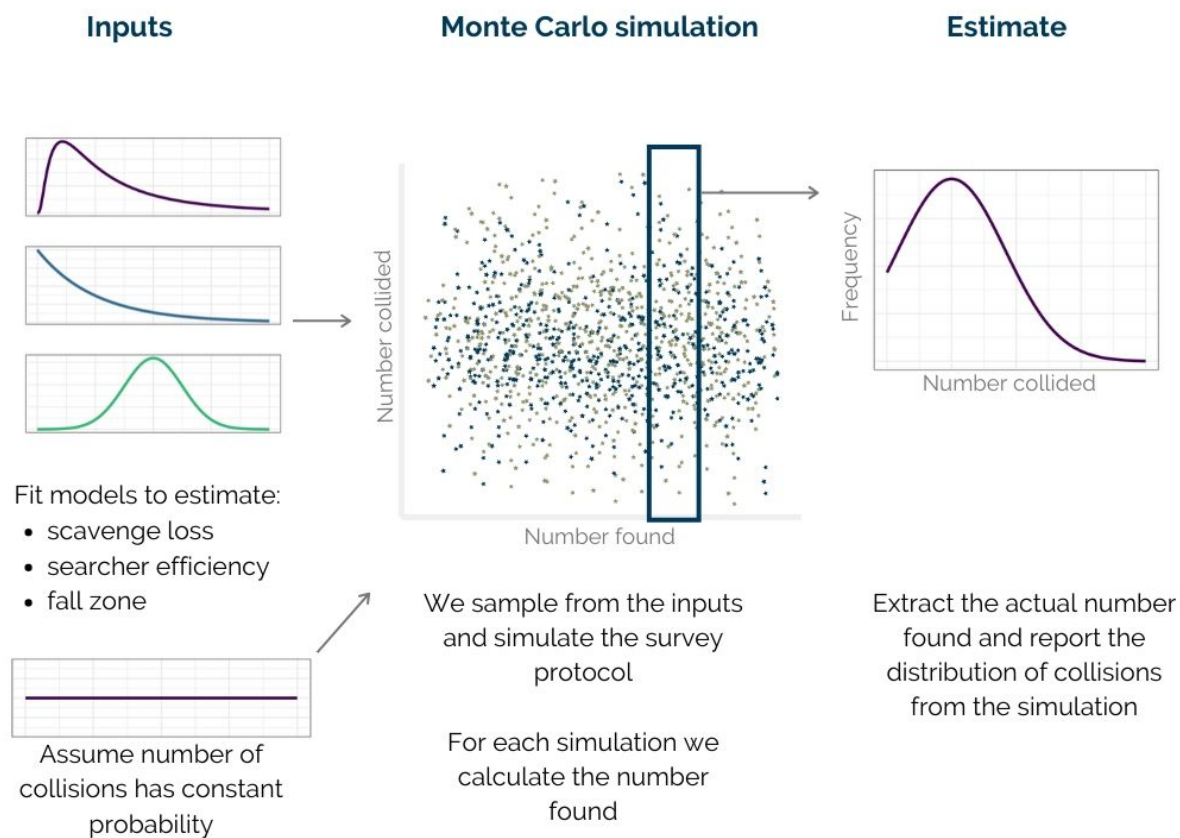 Inputs
Monte Carlo simulation
Estimate
Fit models to estimate:
• scavenge loss
• searcher efficiency
• fall zone
Assume number of
collisions has constant
probability
Number collided
Number found
We sample from the inputs
and simulate the survey
protocol
For each simulation we
calculate the number
found
Frequency
Number collided
Extract the actual number
found and report the
distribution of collisions
from the simulation